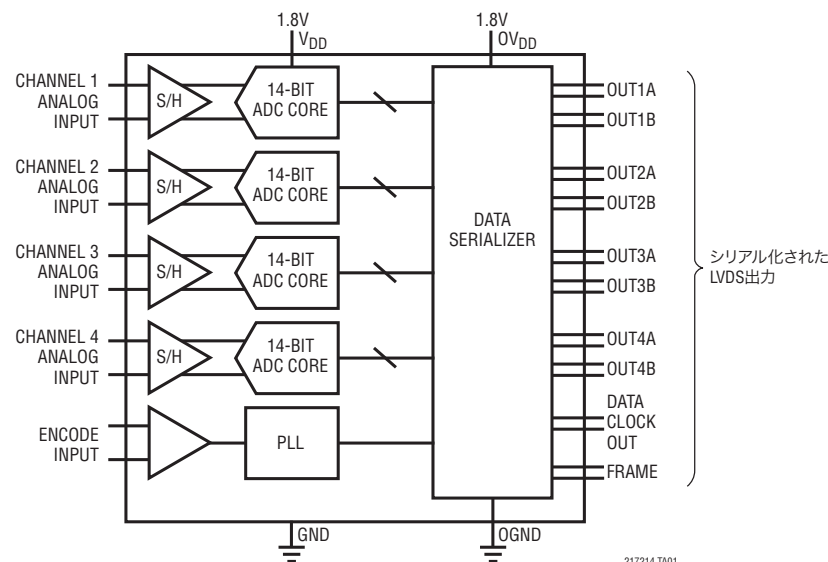 1.8V
VDD
1.8V
OVDD
CHANNEL 1
ANALOG
INPUT
S/H
14-BIT
ADC CORE
OUT1A
OUT1B
CHANNEL 2
ANALOG
INPUT
S/H
14-BIT
ADC CORE
OUT2A
OUT2B
DATA
SERIALIZER
CHANNEL 3
ANALOG
INPUT
S/H
14-BIT
ADC CORE
OUT3A
OUT3B
シリアル化された
LVDS出力
CHANNEL 4
ANALOG
INPUT
S/H
14-BIT
ADC CORE
OUT4A
OUT4B
ENCODE
INPUT
PLL
DATA
CLOCK
OUT
FRAME
GND
OGND
217214 TA01